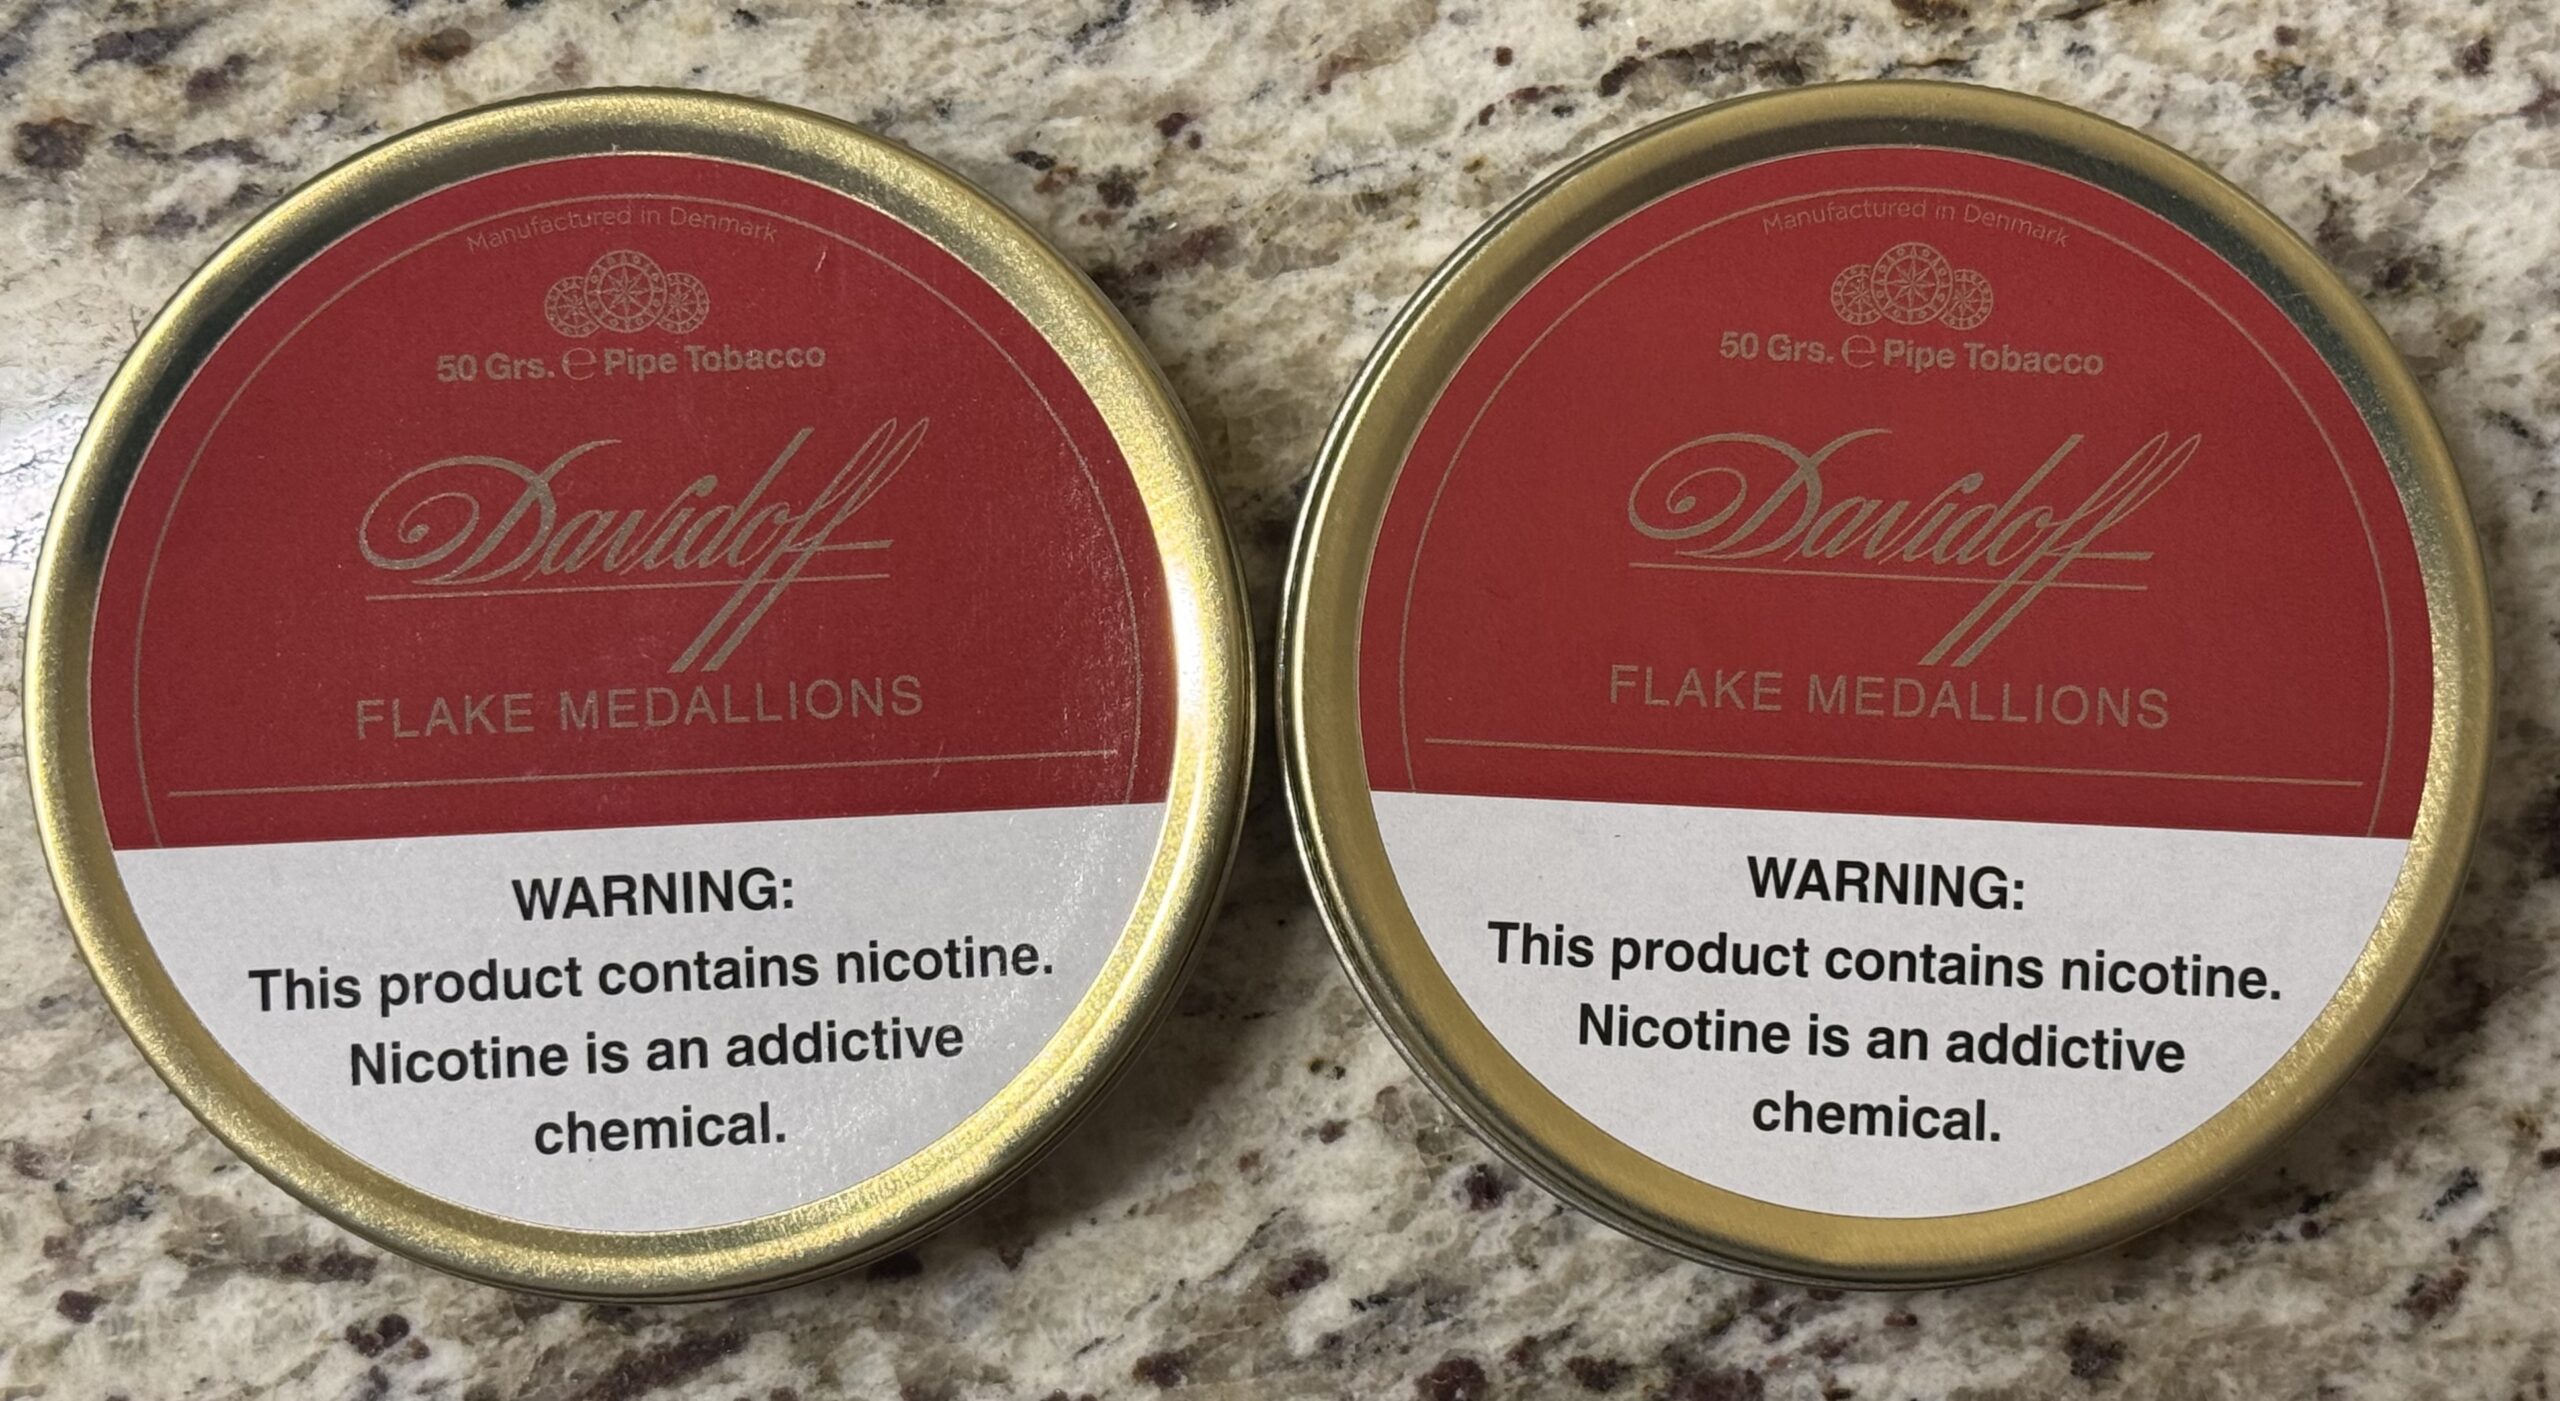 Manufactured in Denmark
50 Grs. ℮ Pipe Tobacco
Davidoff
FLAKE MEDALLIONS
WARNING:
This product contains nicotine.
Nicotine is an addictive
chemical.
Manufactured in Denmark
50 Grs. ℮ Pipe Tobacco
Davidoff
FLAKE MEDALLIONS
WARNING:
This product contains nicotine.
Nicotine is an addictive
chemical.